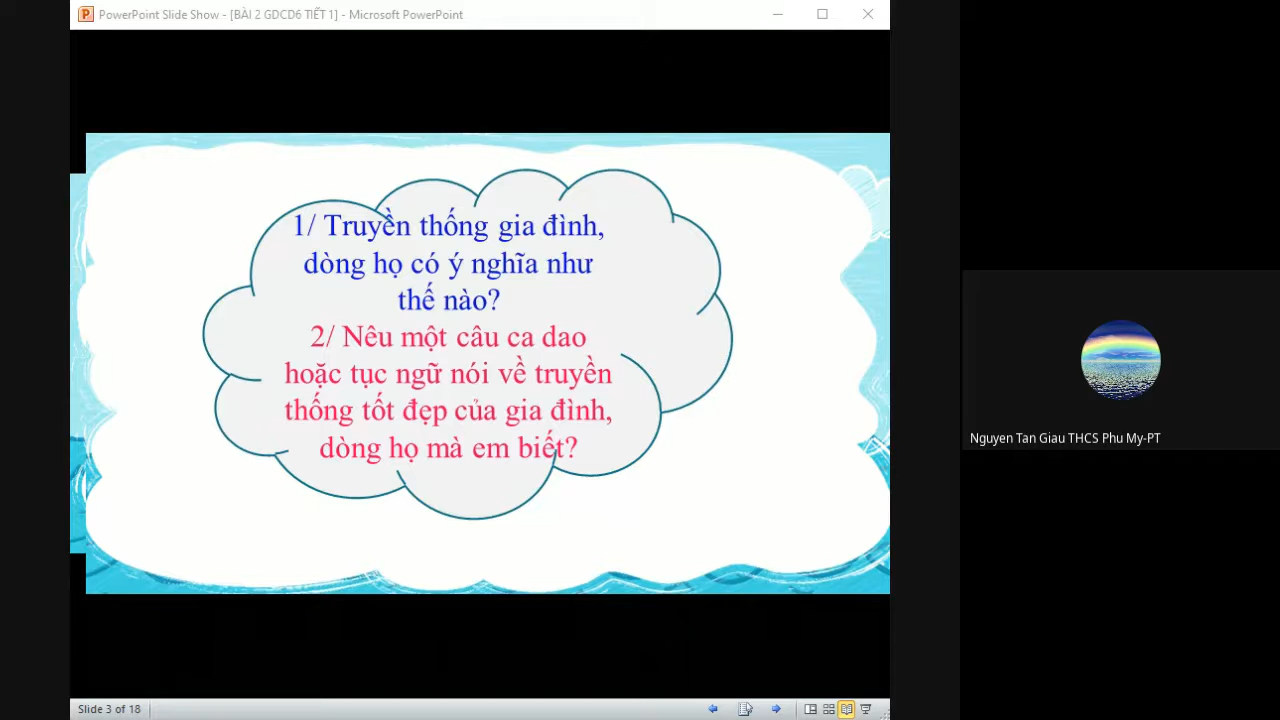 PowerPoint Slide Show - [BÀI 2 GDCD6 TIẾT 1] - Microsoft PowerPoint
1/ Truyền thống gia đình,
dòng họ có ý nghĩa như
thế nào?
2/ Nêu một câu ca dao
hoặc tục ngữ nói về truyền
thống tốt đẹp của gia đình,
dòng họ mà em biết?
Nguyen Tan Giau THCS Phu My-PT
Slide 3 of 18